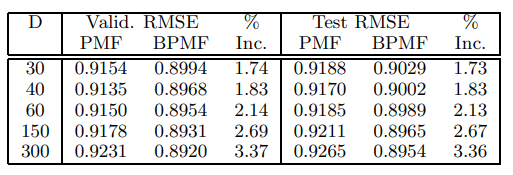 D Valid. RMSE % Test RMSE %
PMF BPMF Inc. PMF BPMF Inc.
30 0.9154 0.8994 1.74 0.9188 0.9029 1.73
40 0.9135 0.8968 1.83 0.9170 0.9002 1.83
60 0.9150 0.8954 2.14 0.9185 0.8989 2.13
150 0.9178 0.8931 2.69 0.9211 0.8965 2.67
300 0.9231 0.8920 3.37 0.9265 0.8954 3.36